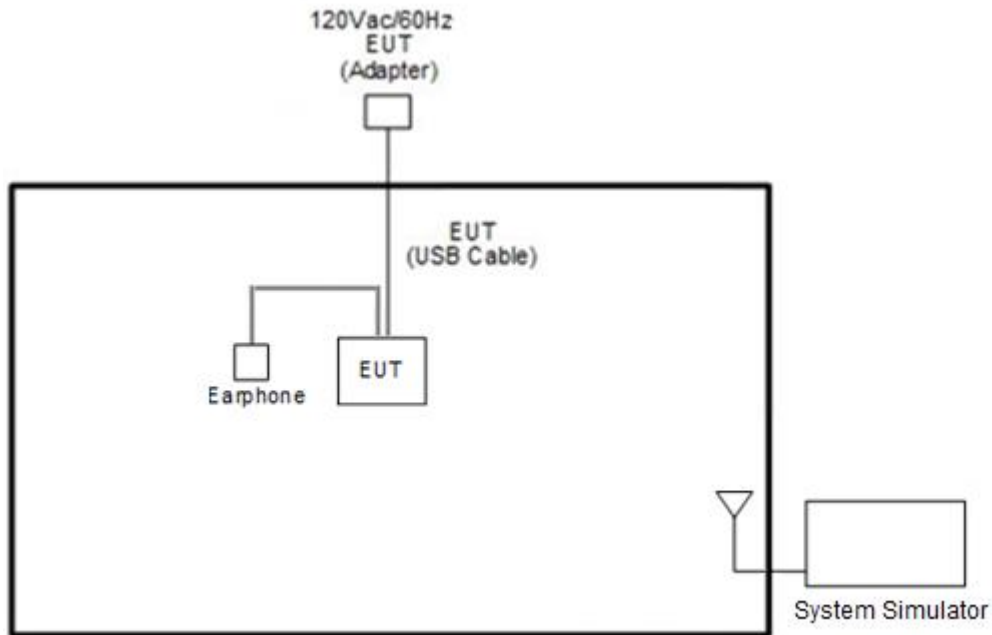 120Vac/60Hz
EUT
(Adapter)
EUT
(USB Cable)
EUT
Earphone
System Simulator